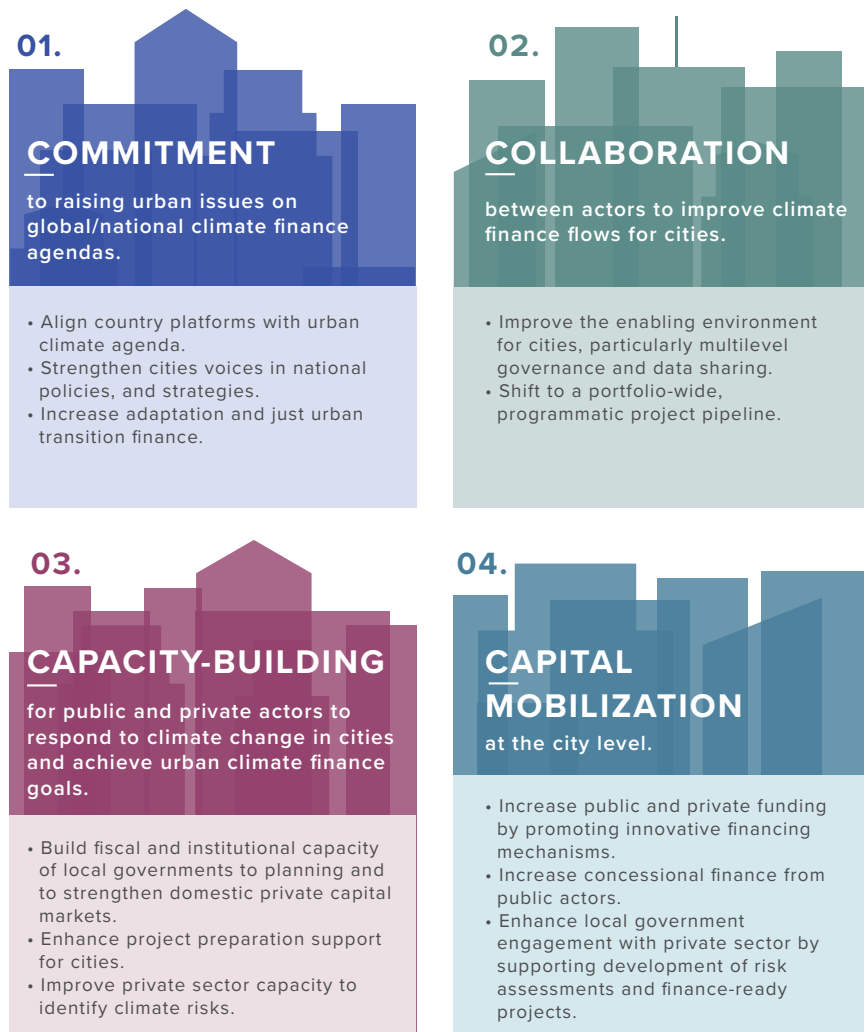 01.
COMMITMENT
to raising urban issues on
global/national climate finance
agendas.
• Align country platforms with urban
climate agenda.
• Strengthen cities voices in national
policies, and strategies.
• Increase adaptation and just urban
transition finance.
02.
COLLABORATION
between actors to improve climate
finance flows for cities.
• Improve the enabling environment
for cities, particularly multilevel
governance and data sharing.
• Shift to a portfolio-wide,
programmatic project pipeline.
03.
CAPACITY-BUILDING
for public and private actors to
respond to climate change in cities
and achieve urban climate finance
goals.
• Build fiscal and institutional capacity
of local governments to planning and
to strengthen domestic private capital
markets.
• Enhance project preparation support
for cities.
• Improve private sector capacity to
identify climate risks.
04.
CAPITAL
MOBILIZATION
at the city level.
• Increase public and private funding
by promoting innovative financing
mechanisms.
• Increase concessional finance from
public actors.
• Enhance local government
engagement with private sector by
supporting development of risk
assessments and finance-ready
projects.